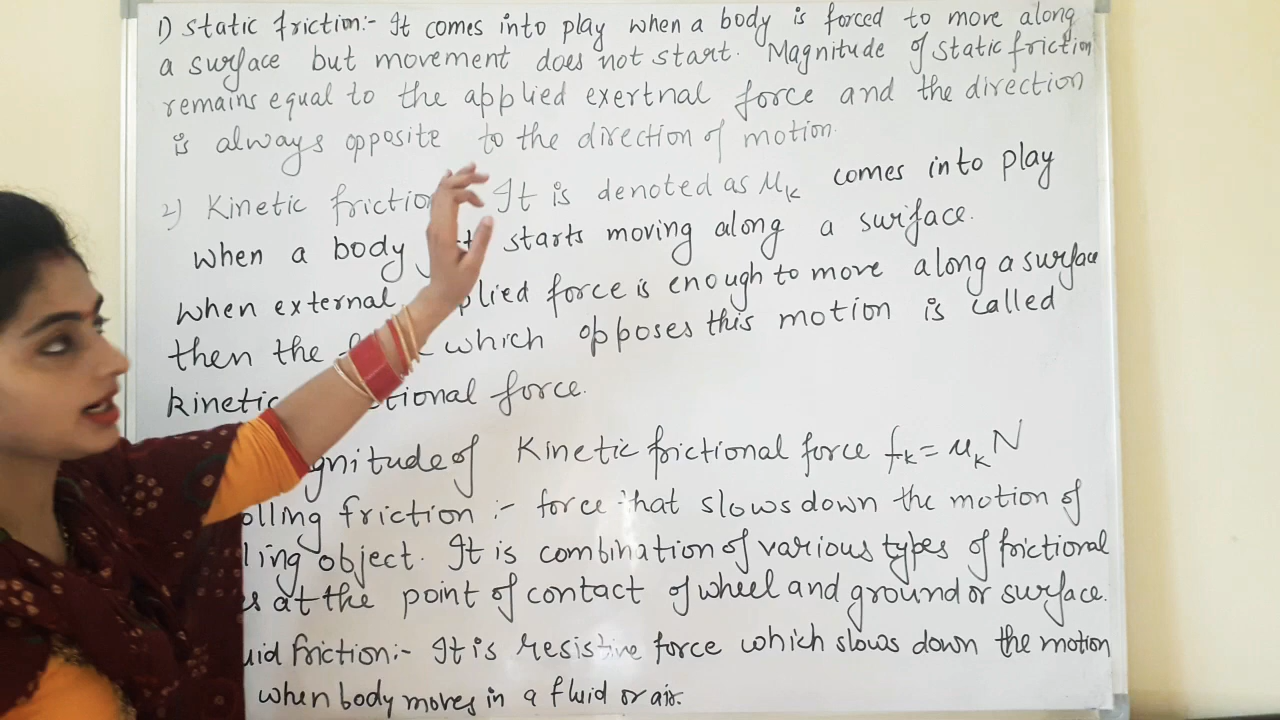 1) Static friction:- It comes into play when a body is forced to move along
a surface but movement does not start. Magnitude of static friction
remains equal to the applied exertnal force and the direction
is always opposite to the direction of motion.
2) Kinetic friction It is denoted as μK comes into play
when a body starts moving along a surface.
when external plied force is enough to move along a surface
then the which opposes this motion is called
kinetic tional force.
gnitude of Kinetic frictional force fk = μkN
olling friction :- force that slows down the motion of
ling object. It is combination of various types of frictional
at the point of contact of wheel and ground or surface.
uid friction:- It is resistive force which slows down the motion
when body moves in a fluid or air.